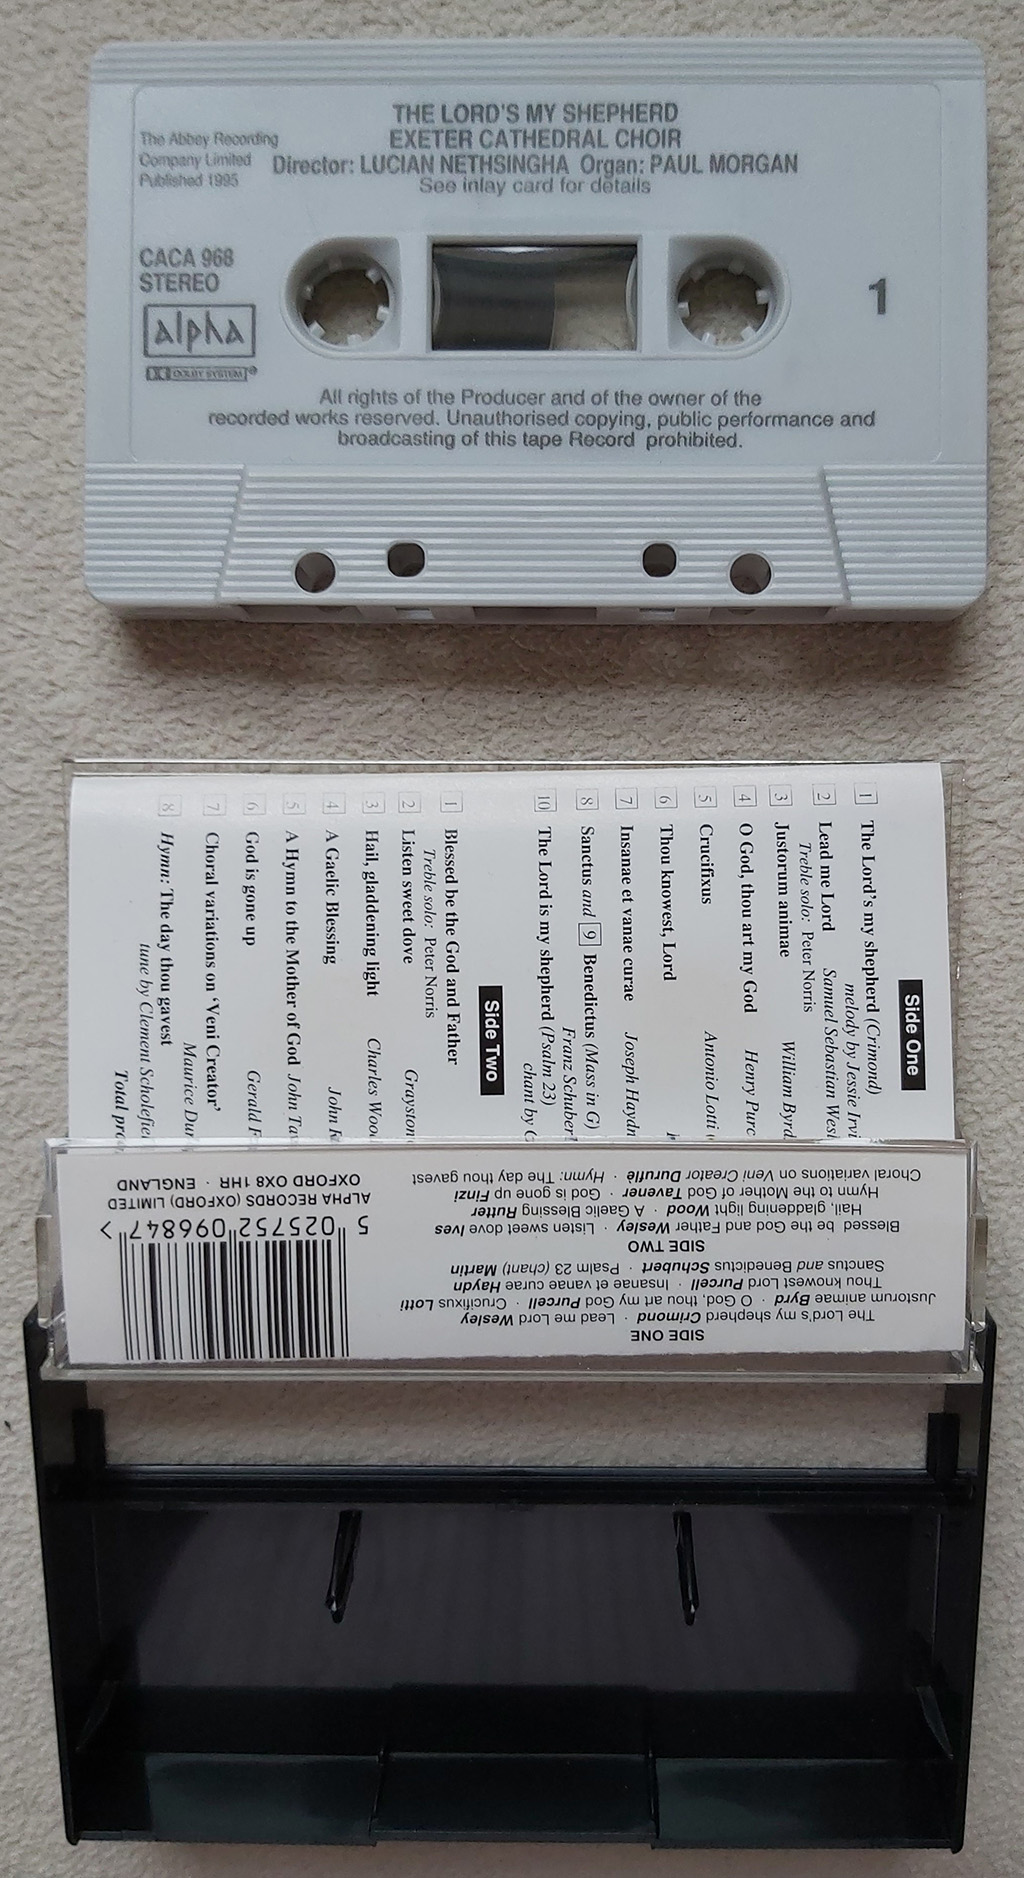 THE LORD'S MY SHEPHERD
EXETER CATHEDRAL CHOIR
Director: LUCIAN NETHSINGHA Organ: PAUL MORGAN
See inlay card for details
The Abbey Recording
Company Limited
Published 1995
CACA 968
STEREO
alpha
DOLBY SYSTEM
1
All rights of the Producer and of the owner of the
recorded works reserved. Unauthorised copying, public performance and
broadcasting of this tape Record prohibited.
Side One
1 The Lord's my shepherd (Crimond)
melody by Jessie
2 Lead me Lord Samuel Sebastian
Treble solo: Peter Norris
3 Justorum animae William Byrd
4 O God, thou art my God Henry
5 Crucifixus Antonio Lotti
6 Thou knowest, Lord
7 Insanae et vanae curae Joseph Haydn
8 Sanctus and 9 Benedictus (Mass in G)
Franz
10 The Lord is my shepherd (Psalm 23)
chant by
Side Two
1 Blessed be the God and Father
Treble solo: Peter Norris
2 Listen sweet dove Grayston
3 Hail, gladdening light Charles
4 A Gaelic Blessing John
5 A Hymn to the Mother of God John
6 God is gone up Gerald
7 Choral variations on 'Veni Creator'
Maurice
8 Hymn: The day thou gavest
tune by Clement
Total
SIDE ONE
The Lord's my shepherd Crimond · Lead me Lord Wesley
Justorum animae Byrd · O God, thou art my God Purcell · Crucifixus Lotti
Thou knowest Lord Purcell · Insanae et vanae curae Haydn
Sanctus and Benedictus Schubert · Psalm 23 (chant) Martin
SIDE TWO
Blessed be the God and Father Wesley · Listen sweet dove Ives
Hail, gladdening light Wood · A Gaelic Blessing Rutter
Hymn to the Mother of God Tavener · God is gone up Finzi
Choral variations on Veni Creator Duruflé · Hymn: The day thou gavest
5 025752 096847 >
ALPHA RECORDS (OXFORD) LIMITED
OXFORD OX8 1HR · ENGLAND